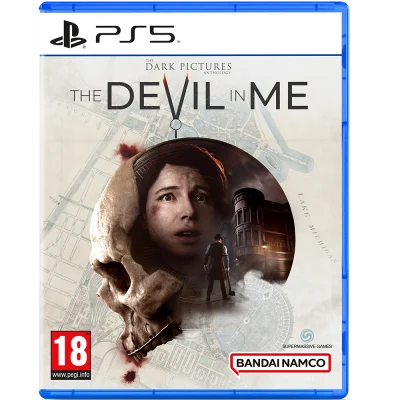 PS5
THE
DARK PICTURES
ANTHOLOGY
THE DEVIL IN ME
LAKE MICHIGAN
18
www.pegi.info
SUPERMASSIVE GAMES
BANDAI NAMCO